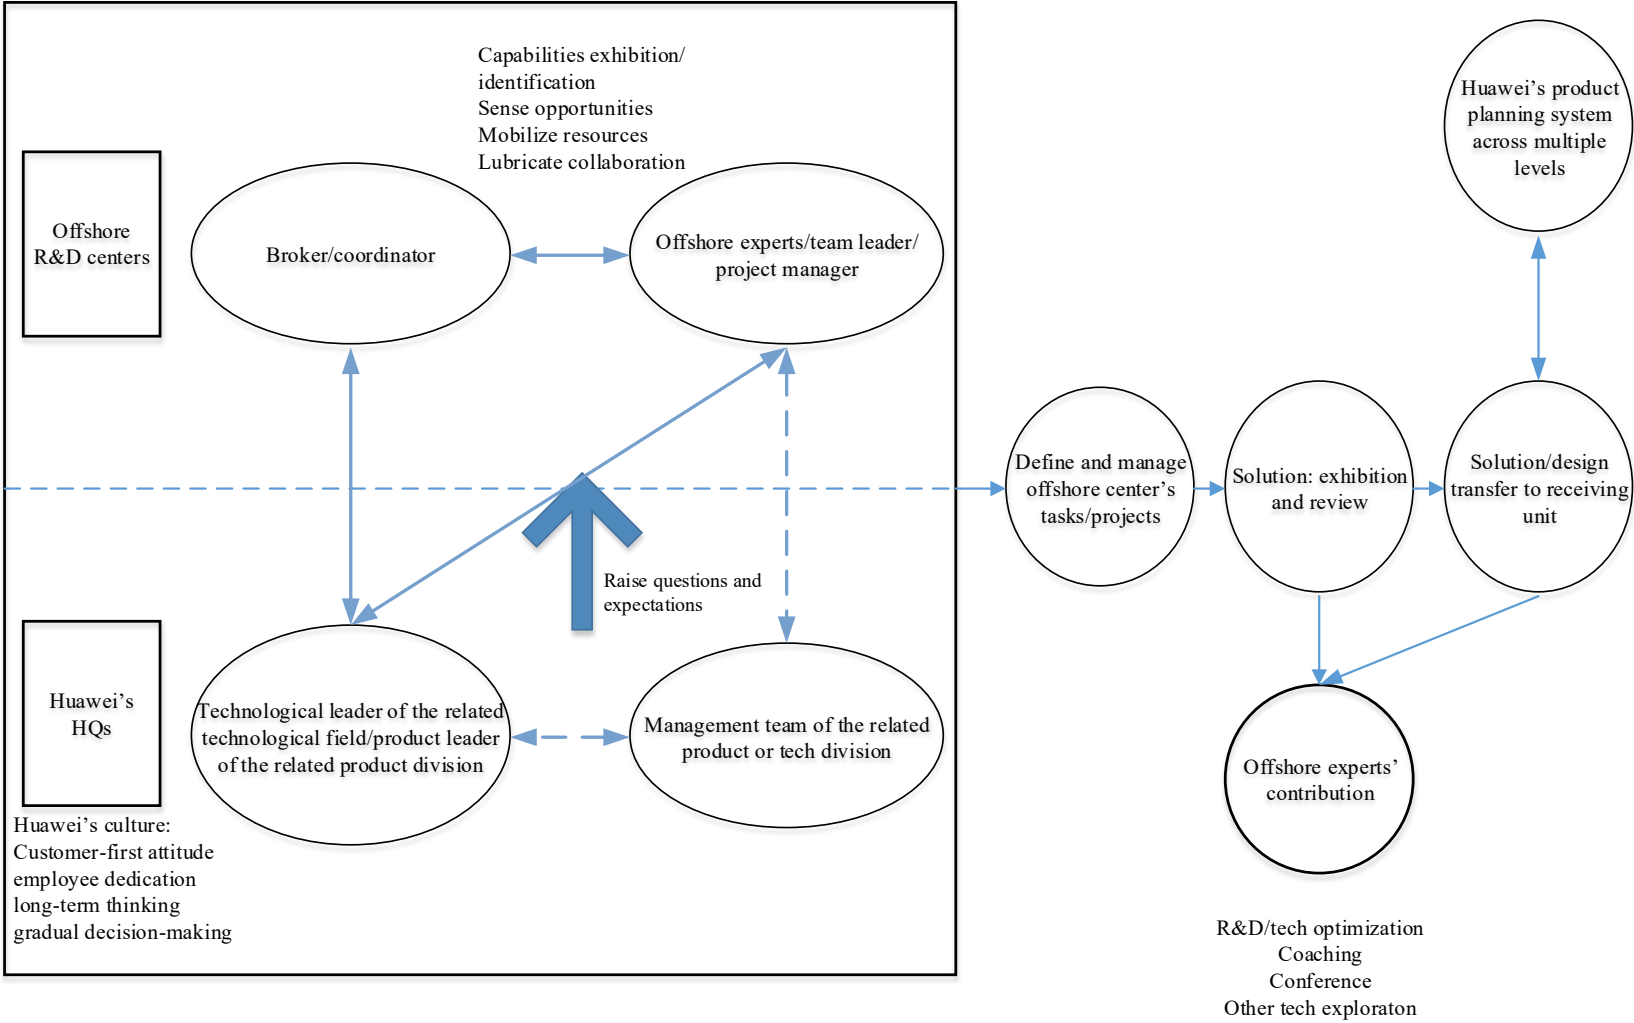 Capabilities exhibition/
identification
Sense opportunities
Mobilize resources
Lubricate collaboration
Offshore
R&D centers
Broker/coordinator
Offshore experts/team leader/
project manager
Raise questions and
expectations
Huawei's
HQs
Technological leader of the related
technological field/product leader
of the related product division
Management team of the related
product or tech division
Huawei's culture:
Customer-first attitude
employee dedication
long-term thinking
gradual decision-making
Define and manage
offshore center's
tasks/projects
Solution: exhibition
and review
Solution/design
transfer to receiving
unit
Huawei's product
planning system
across multiple
levels
Offshore experts'
contribution
R&D/tech optimization
Coaching
Conference
Other tech exploraton